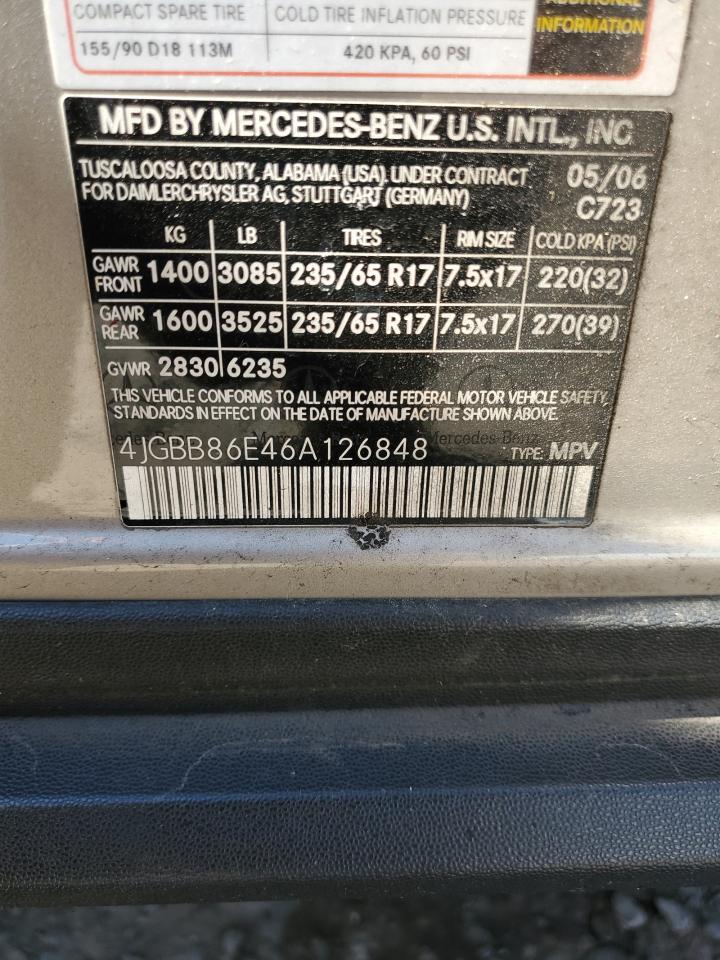 COMPACT SPARE TIRE COLD TIRE INFLATION PRESSURE
155/90 D18 113M 420 KPA, 60 PSI
INFORMATION
MFD BY MERCEDES-BENZ U.S. INTL., INC
TUSCALOOSA COUNTY, ALABAMA (USA). UNDER CONTRACT 05/06
FOR DAIMLERCHRYSLER AG, STUTTGART (GERMANY) C723
KG LB TIRES RIM SIZE COLD KPA (PSI)
GAWR FRONT 1400 3085 235/65 R17 7.5x17 220(32)
GAWR REAR 1600 3525 235/65 R17 7.5x17 270(39)
GVWR 2830 6235
THIS VEHICLE CONFORMS TO ALL APPLICABLE FEDERAL MOTOR VEHICLE SAFETY
STANDARDS IN EFFECT ON THE DATE OF MANUFACTURE SHOWN ABOVE.
Mercedes-Benz
4JGBB86E46A126848 TYPE: MPV